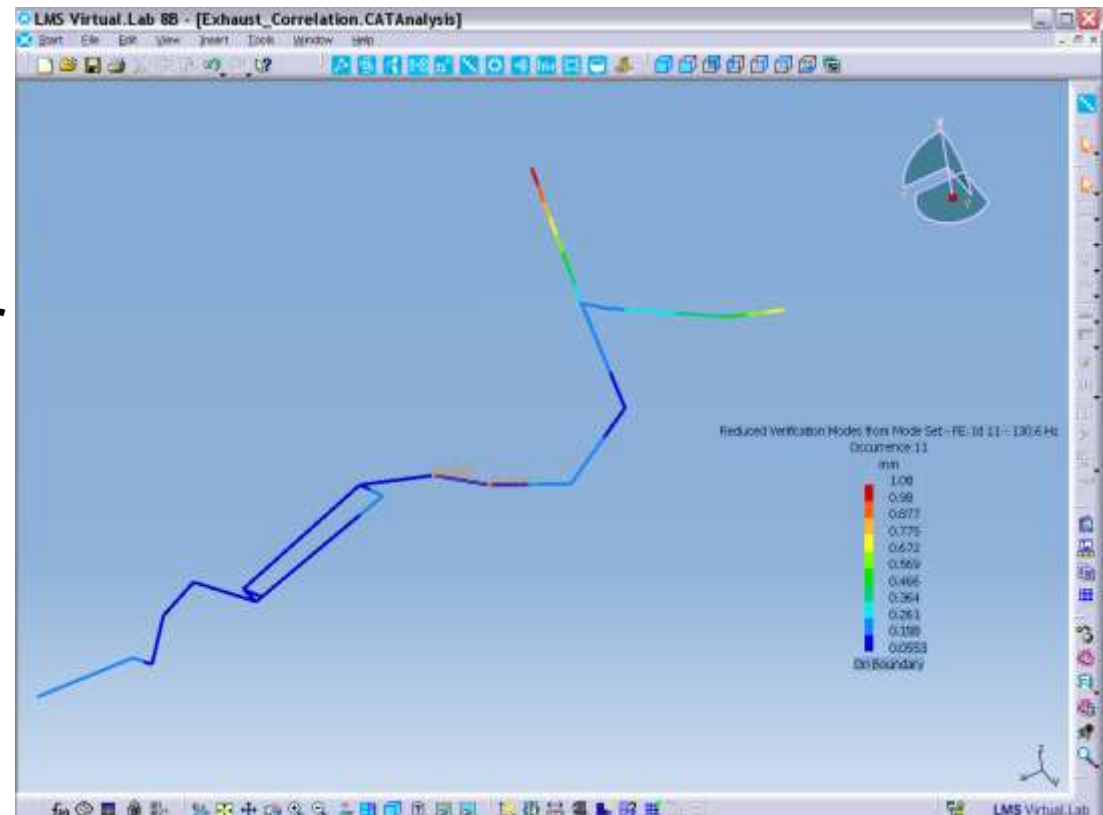 LMS Virtual.Lab 8B - [Exhaust_Correlation.CATAnalysis]
Start File Edit View Insert Tools Window Help
Reduced Verification Modes from Mode Set - FE: Id 11 - 130.6 Hz
Occurrence 11
mm
1.08
0.98
0.877
0.775
0.672
0.569
0.466
0.364
0.261
0.158
0.0553
On Boundary
z
LMS Virtual.Lab